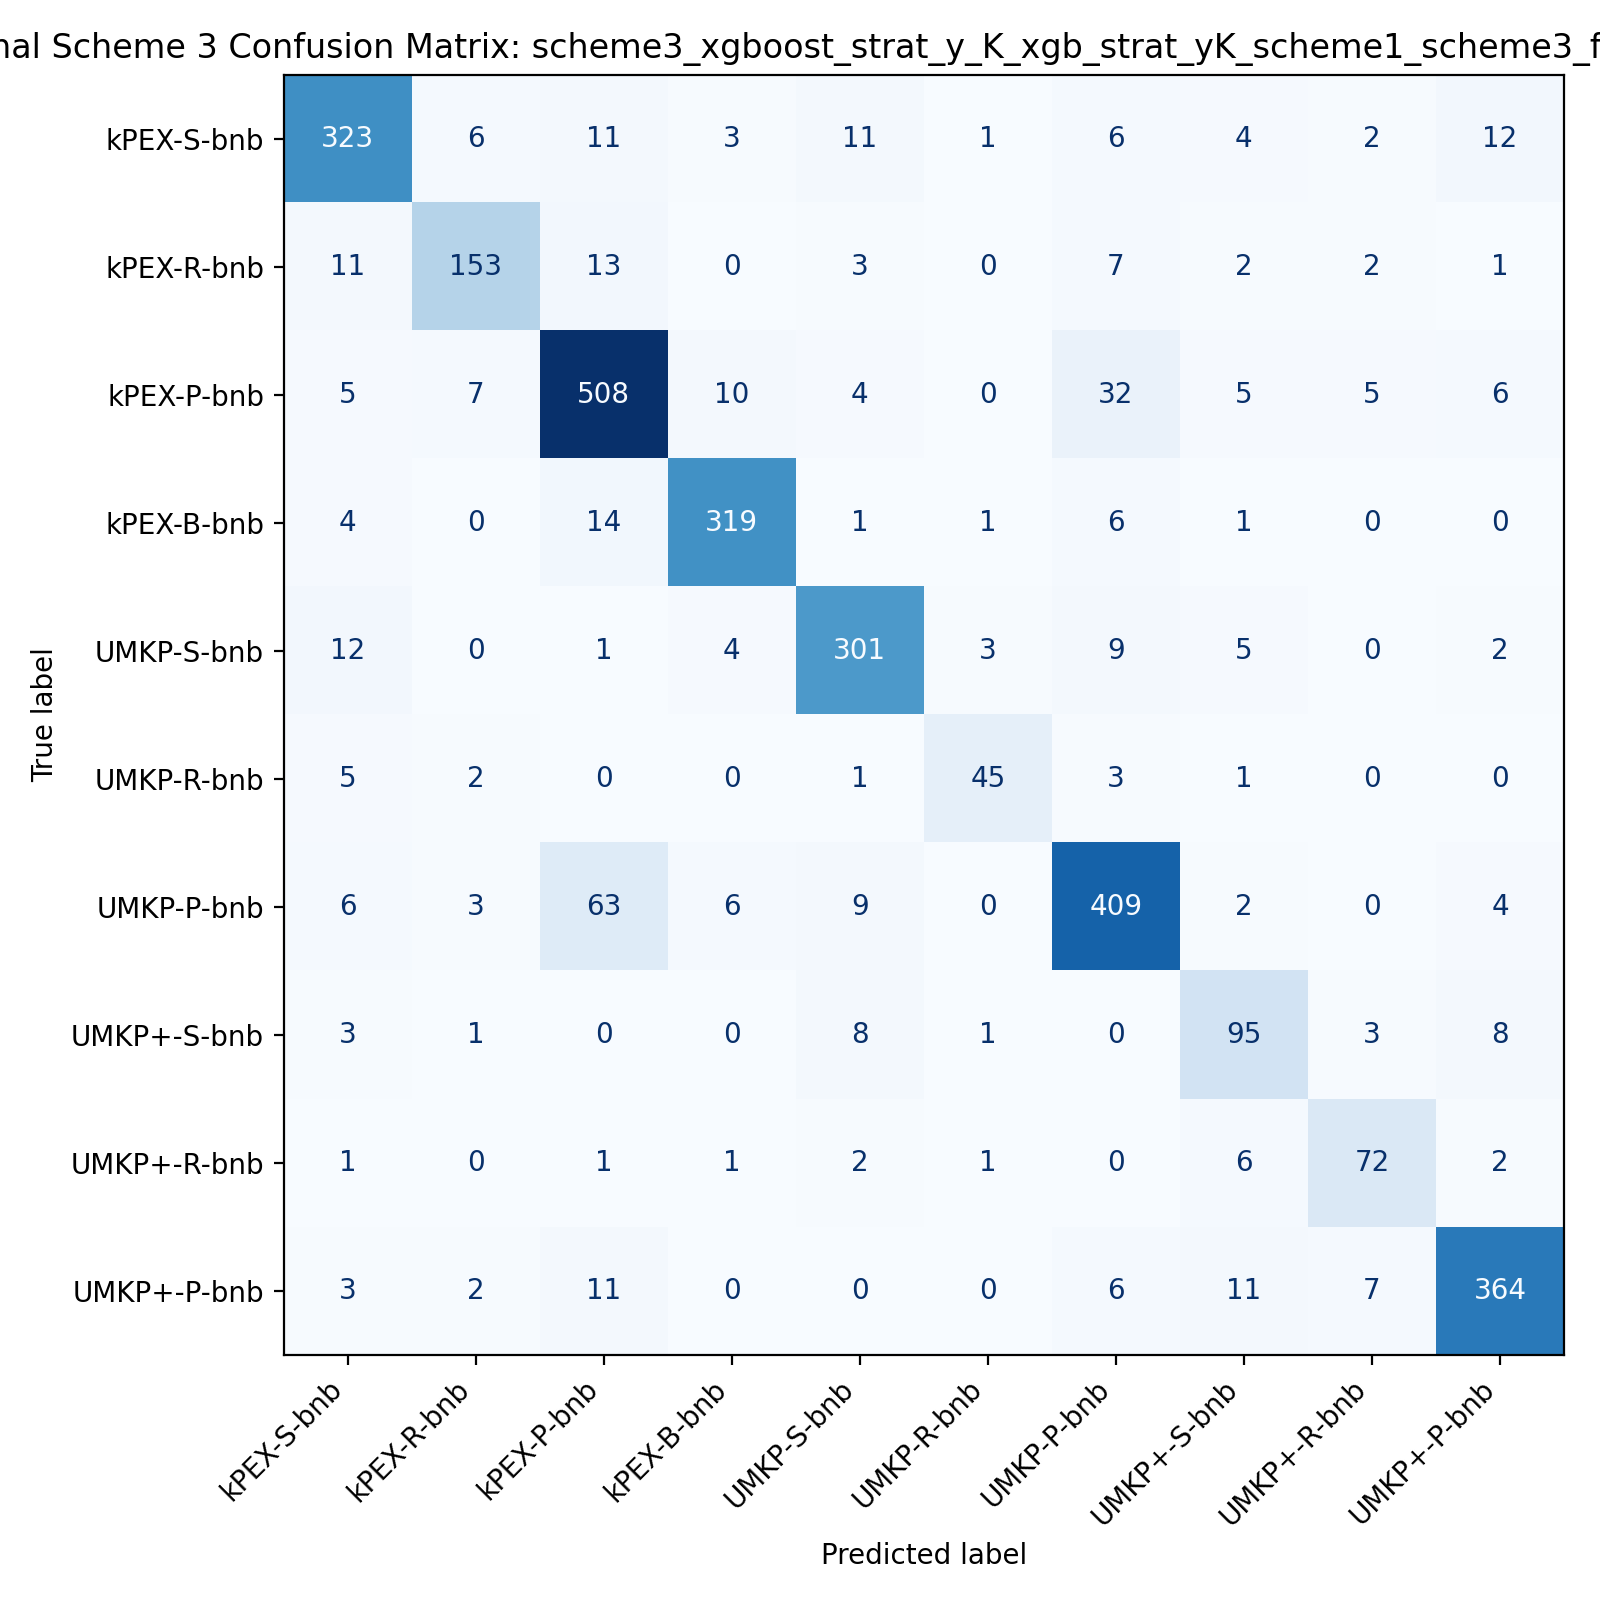 nal Scheme 3 Confusion Matrix: scheme3_xgboost_strat_y_K_xgb_strat_yK_scheme1_scheme3_f
kPEX-S-bnb 323 6 11 3 11 1 6 4 2 12
kPEX-R-bnb 11 153 13 0 3 0 7 2 2 1
kPEX-P-bnb 5 7 508 10 4 0 32 5 5 6
kPEX-B-bnb 4 0 14 319 1 1 6 1 0 0
UMKP-S-bnb 12 0 1 4 301 3 9 5 0 2
UMKP-R-bnb 5 2 0 0 1 45 3 1 0 0
UMKP-P-bnb 6 3 63 6 9 0 409 2 0 4
UMKP+-S-bnb 3 1 0 0 8 1 0 95 3 8
UMKP+-R-bnb 1 0 1 1 2 1 0 6 72 2
UMKP+-P-bnb 3 2 11 0 0 0 6 11 7 364
True label
kPEX-S-bnb kPEX-R-bnb kPEX-P-bnb kPEX-B-bnb UMKP-S-bnb UMKP-R-bnb UMKP-P-bnb UMKP+-S-bnb UMKP+-R-bnb UMKP+-P-bnb
Predicted label